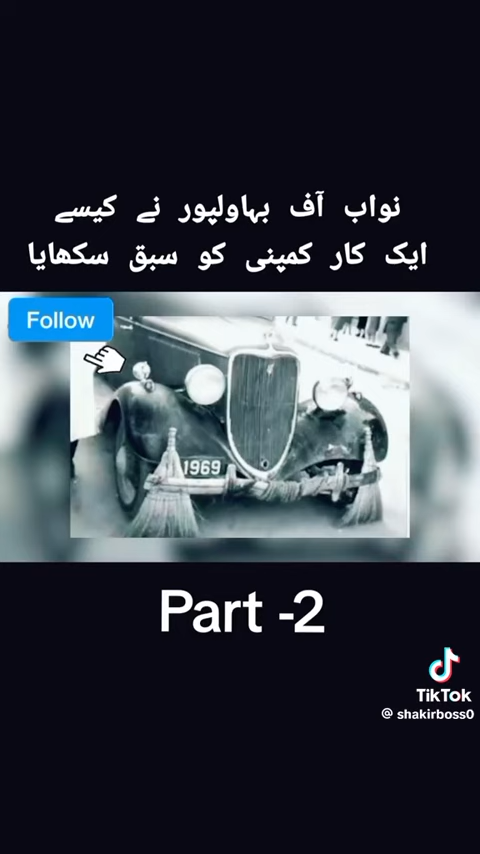 نواب آف بہاولپور نے کیسے
ایک کار کمپنی کو سبق سکھایا
Follow
1969
Part -2
TikTok
@ shakirboss0